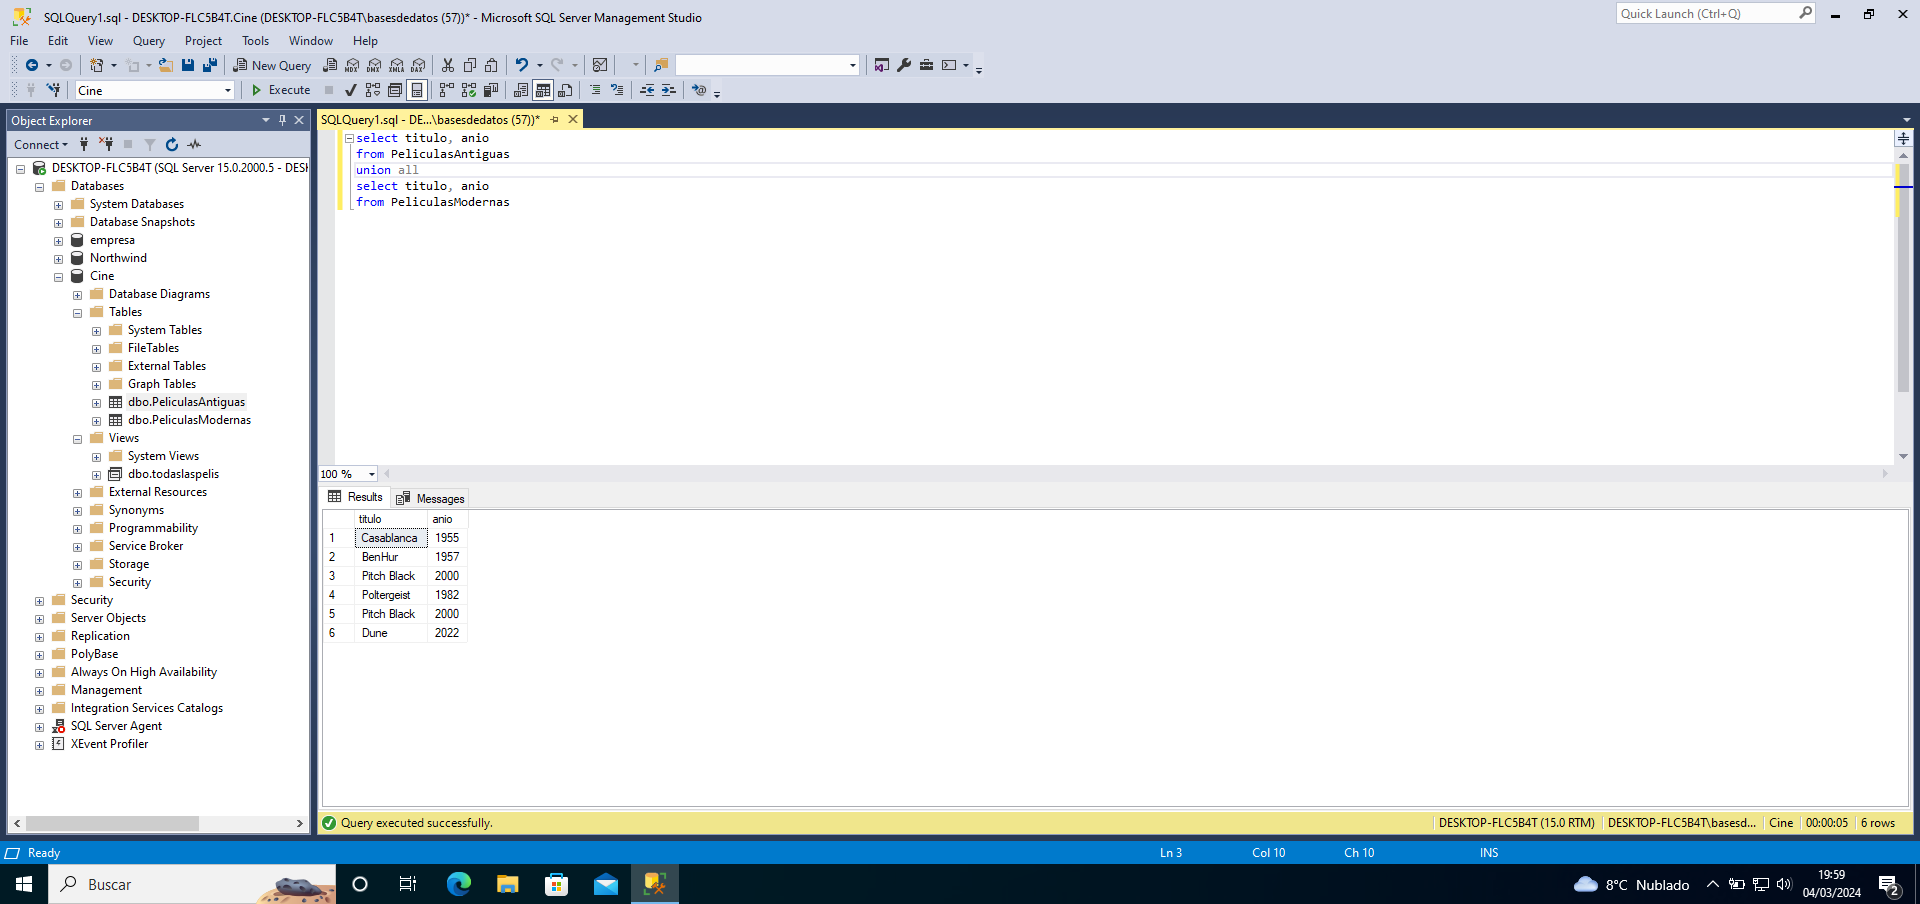 SQLQuery1.sql - DESKTOP-FLC5B4T.Cine (DESKTOP-FLC5B4T\basesdedatos (57))* - Microsoft SQL Server Management Studio
Quick Launch (Ctrl+Q)
File Edit View Query Project Tools Window Help
New Query MDX DMX XMLA DAX
Cine Execute
Object Explorer
SQLQuery1.sql - DE...\basesdedatos (57))*
Connect
DESKTOP-FLC5B4T (SQL Server 15.0.2000.5 - DESK
Databases
System Databases
Database Snapshots
empresa
Northwind
Cine
Database Diagrams
Tables
System Tables
FileTables
External Tables
Graph Tables
dbo.PeliculasAntiguas
dbo.PeliculasModernas
Views
System Views
dbo.todaslaspelis
External Resources
Synonyms
Programmability
Service Broker
Storage
Security
Security
Server Objects
Replication
PolyBase
Always On High Availability
Management
Integration Services Catalogs
SQL Server Agent
XEvent Profiler
select titulo, anio
from PeliculasAntiguas
union all
select titulo, anio
from PeliculasModernas
100 %
Results Messages
titulo anio
1 Casablanca 1955
2 BenHur 1957
3 Pitch Black 2000
4 Poltergeist 1982
5 Pitch Black 2000
6 Dune 2022
Query executed successfully.
DESKTOP-FLC5B4T (15.0 RTM) DESKTOP-FLC5B4T\basesd... Cine 00:00:05 6 rows
Ready Ln 3 Col 10 Ch 10 INS
Buscar
8°C Nublado
19:59
04/03/2024
2